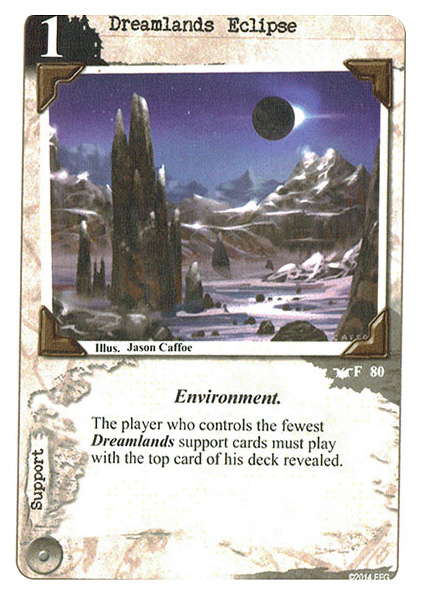 1
Dreamlands Eclipse
CAFFOE
Illus. Jason Caffoe
F 80
Environment.
The player who controls the fewest
Dreamlands support cards must play
with the top card of his deck revealed.
Support
©2014 FFG